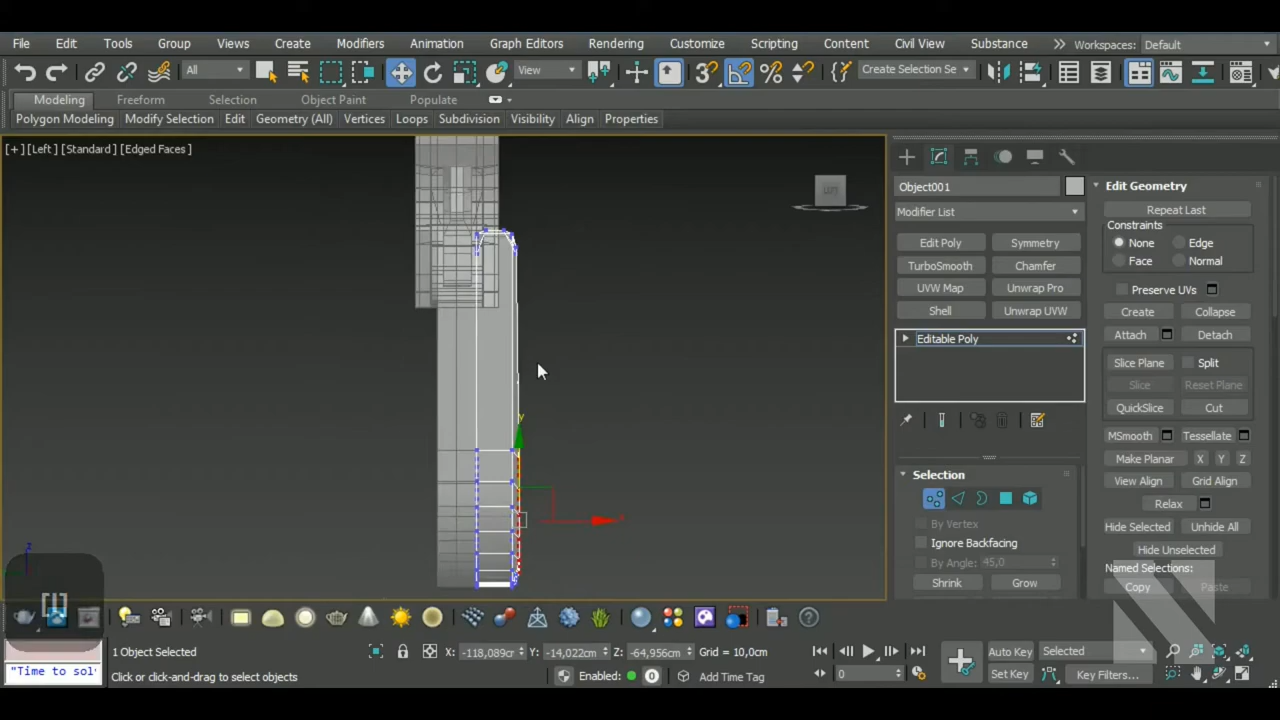 File Edit Tools Group Views Create Modifiers Animation Graph Editors Rendering Customize Scripting Content Civil View Substance Workspaces: Default
All View Create Selection Se
Modeling Freeform Selection Object Paint Populate
Polygon Modeling Modify Selection Edit Geometry (All) Vertices Loops Subdivision Visibility Align Properties
[+] [Left] [Standard] [Edged Faces]
Object001
Modifier List
Edit Poly Symmetry
TurboSmooth Chamfer
UVW Map Unwrap Pro
Shell Unwrap UVW
Editable Poly
Selection
By Vertex
Ignore Backfacing
By Angle: 45,0
Shrink Grow
Edit Geometry
Repeat Last
Constraints
None Edge
Face Normal
Preserve UVs
Create Collapse
Attach Detach
Slice Plane Split
Slice Reset Plane
QuickSlice Cut
MSmooth Tessellate
Make Planar X Y Z
View Align Grid Align
Relax
Hide Selected Unhide All
Hide Unselected
Named Selections:
Copy Paste
y
x
z
1 Object Selected X: -118,089cm Y: -14,022cm Z: -64,956cm Grid = 10,0cm
"Time to sol
Click or click-and-drag to select objects Enabled: 0 Add Time Tag
0
Auto Key Selected
Set Key Key Filters...